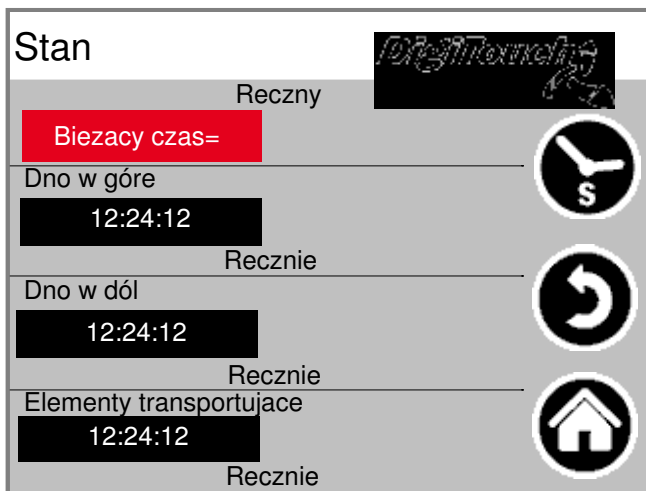 Stan
DigiTouch
Reczny
Biezacy czas=
Dno w góre
12:24:12
Recznie
Dno w dól
12:24:12
Recznie
Elementy transportujace
12:24:12
Recznie
S